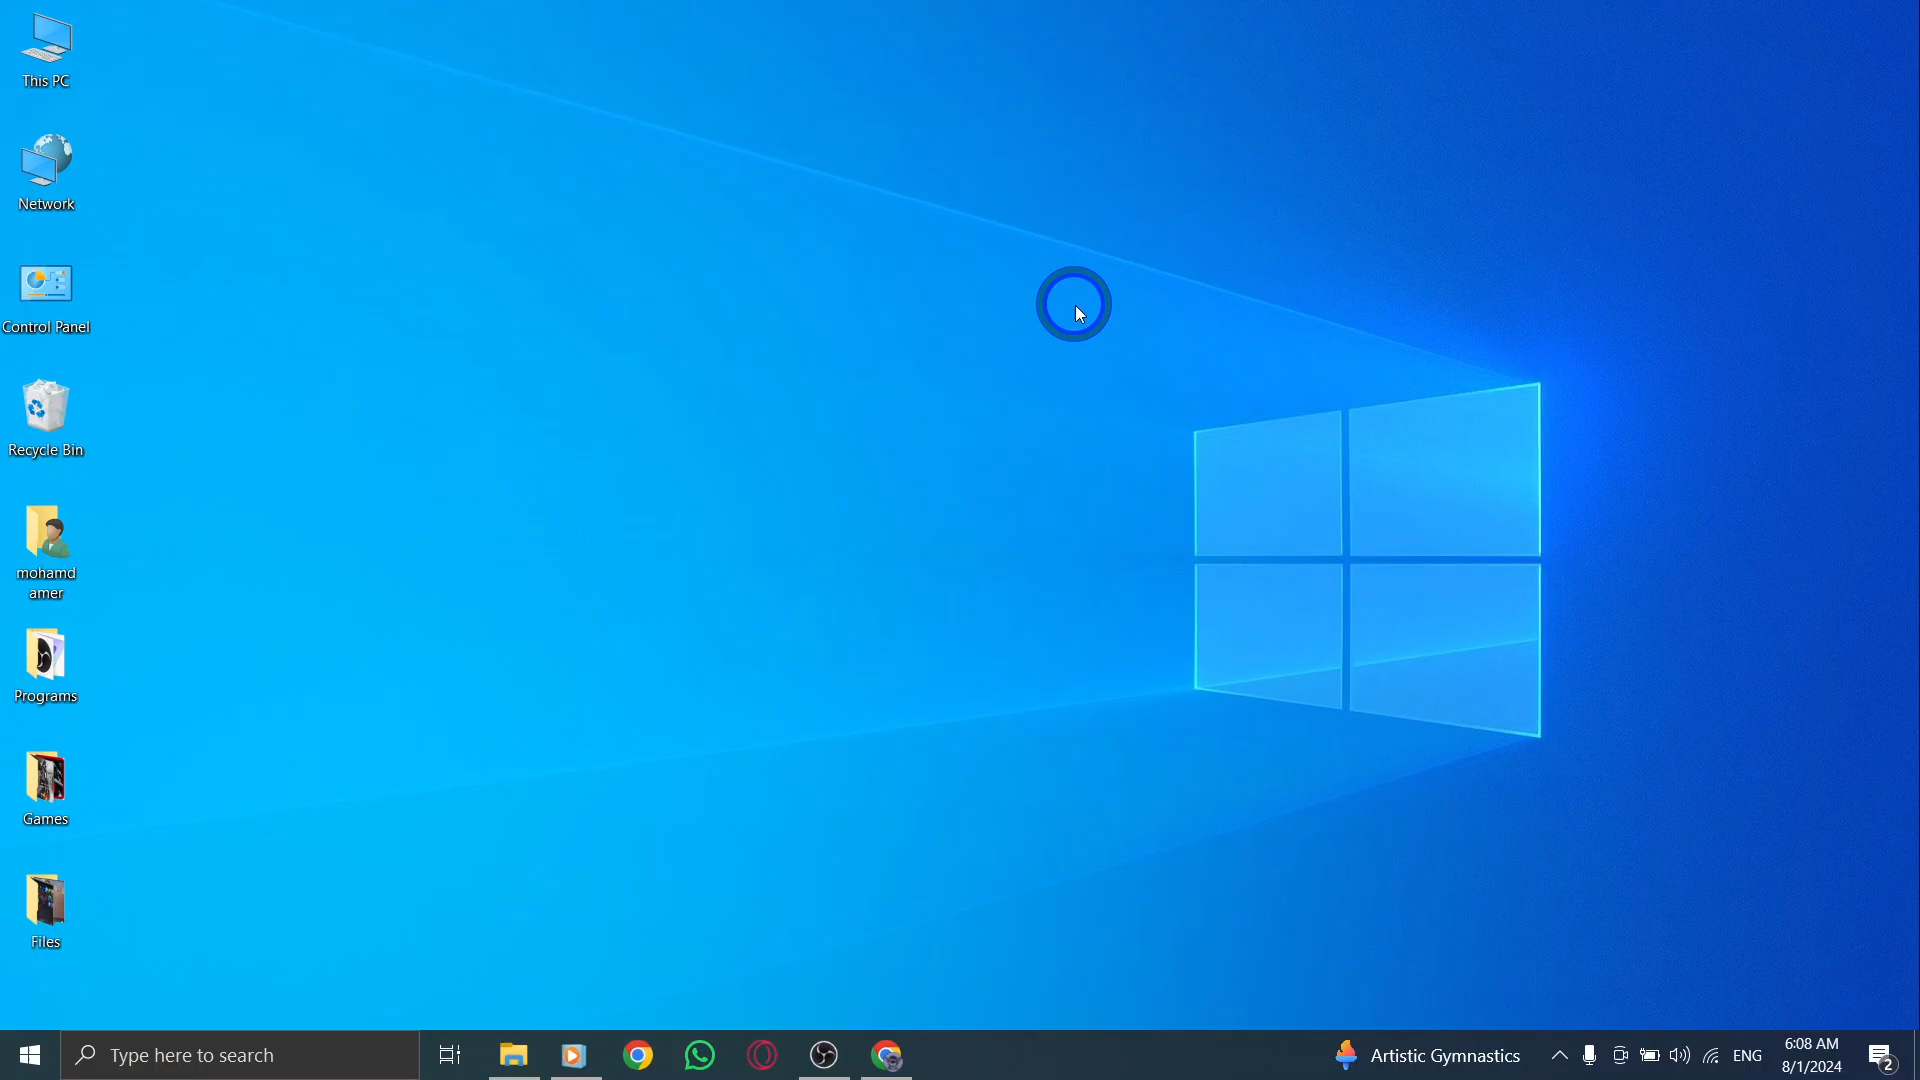 This PC
Network
Control Panel
Recycle Bin
mohamd
amer
Programs
Games
Files
Type here to search
Artistic Gymnastics
ENG
6:08 AM
8/1/2024
2